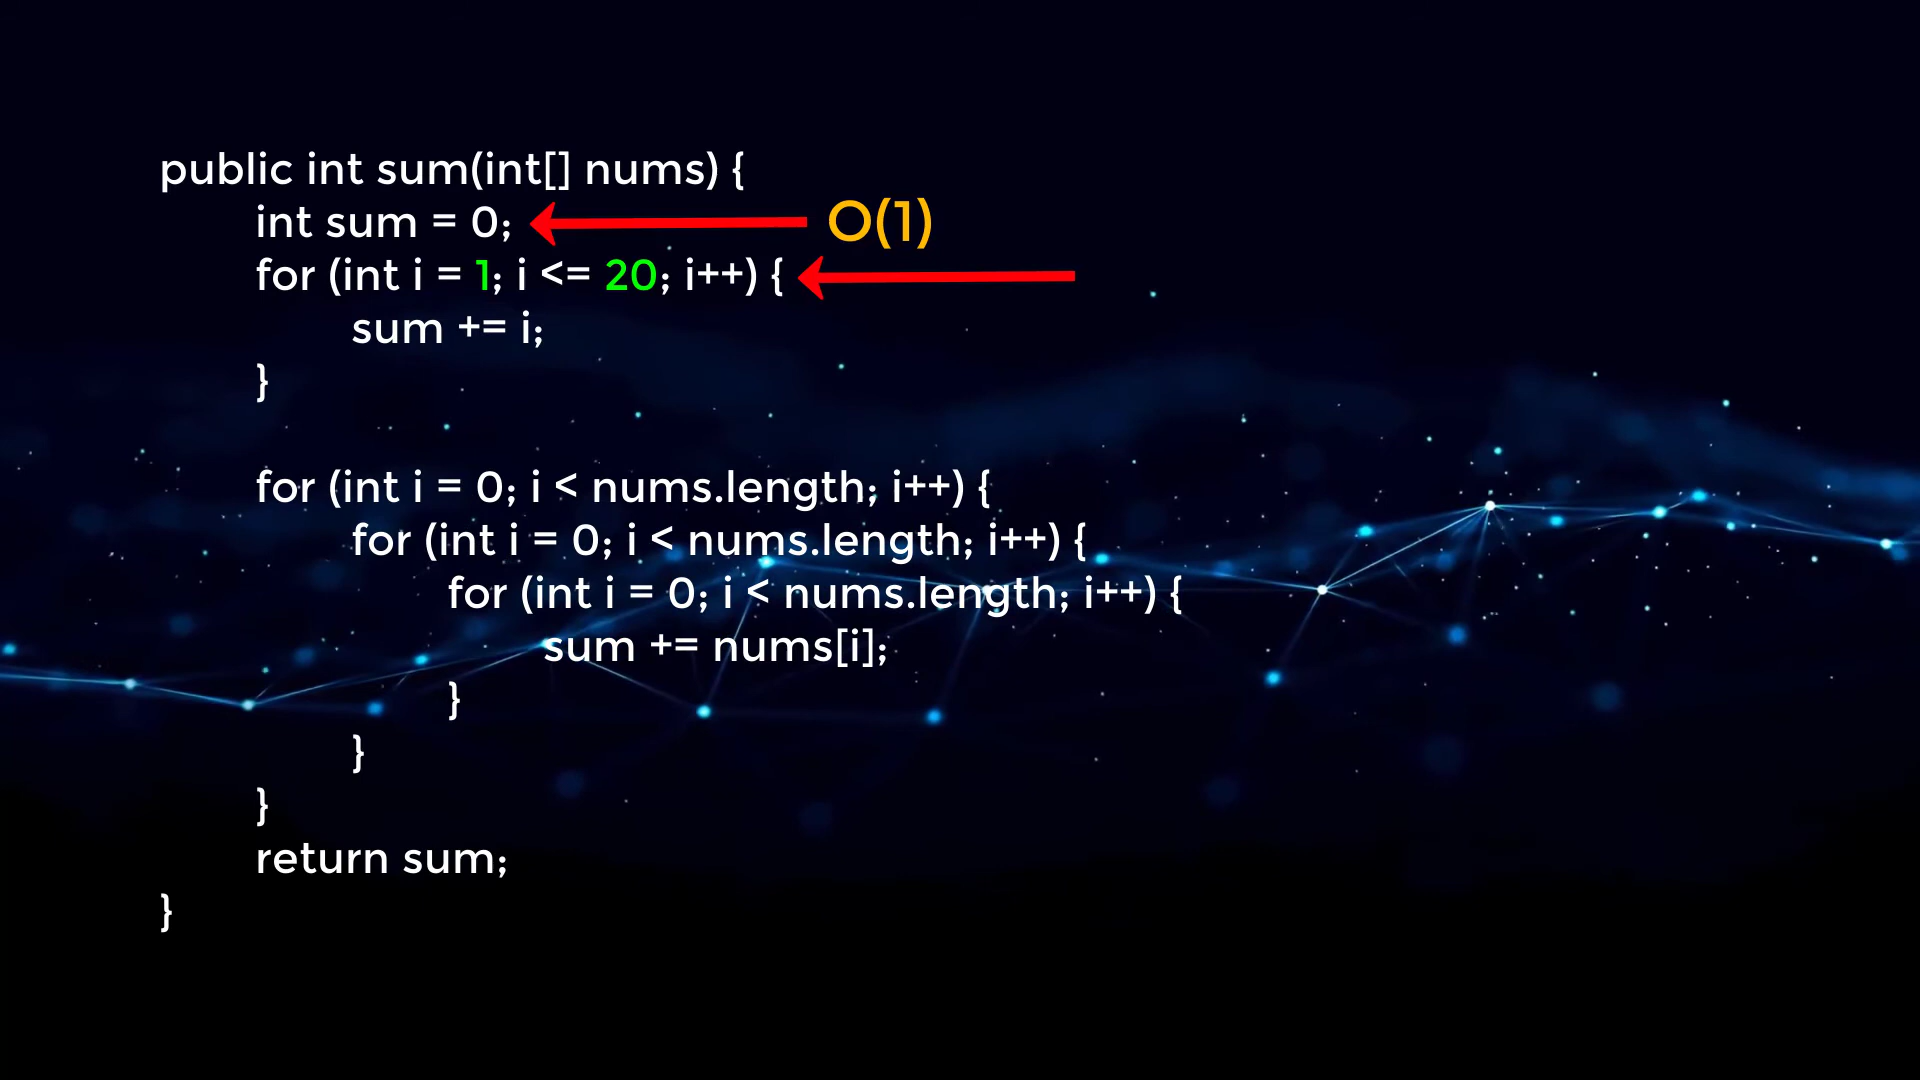 public int sum(int[] nums) {
int sum = 0; O(1)
for (int i = 1; i <= 20; i++) {
sum += i;
}
for (int i = 0; i < nums.length; i++) {
for (int i = 0; i < nums.length; i++) {
for (int i = 0; i < nums.length; i++) {
sum += nums[i];
}
}
}
return sum;
}